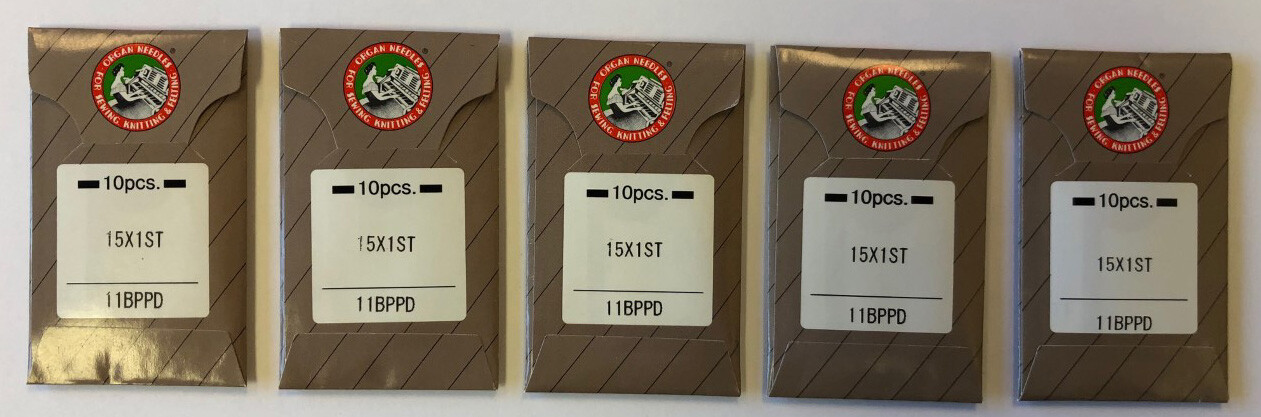 ORGAN NEEDLES
FOR SEWING, KNITTING & FELTING
®
10pcs.
15X1ST
11BPPD
ORGAN NEEDLES
FOR SEWING, KNITTING & FELTING
®
10pcs.
15X1ST
11BPPD
ORGAN NEEDLES
FOR SEWING, KNITTING & FELTING
®
10pcs.
15X1ST
11BPPD
ORGAN NEEDLES
FOR SEWING, KNITTING & FELTING
®
10pcs.
15X1ST
11BPPD
ORGAN NEEDLES
FOR SEWING, KNITTING & FELTING
®
10pcs.
15X1ST
11BPPD